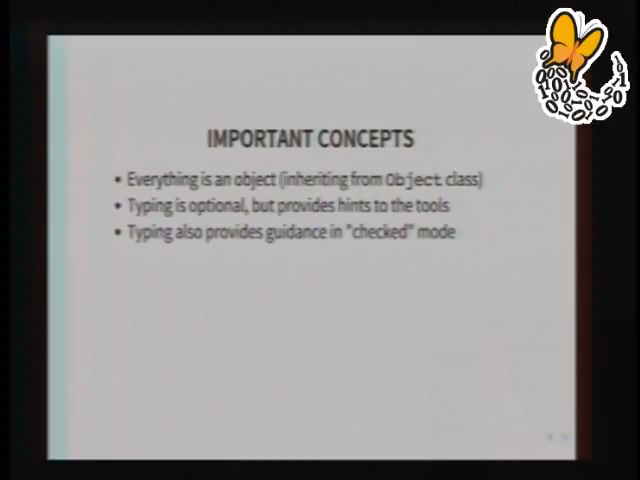 IMPORTANT CONCEPTS
• Everything is an object (inheriting from Object class)
• Typing is optional, but provides hints to the tools
• Typing also provides guidance in "checked" mode